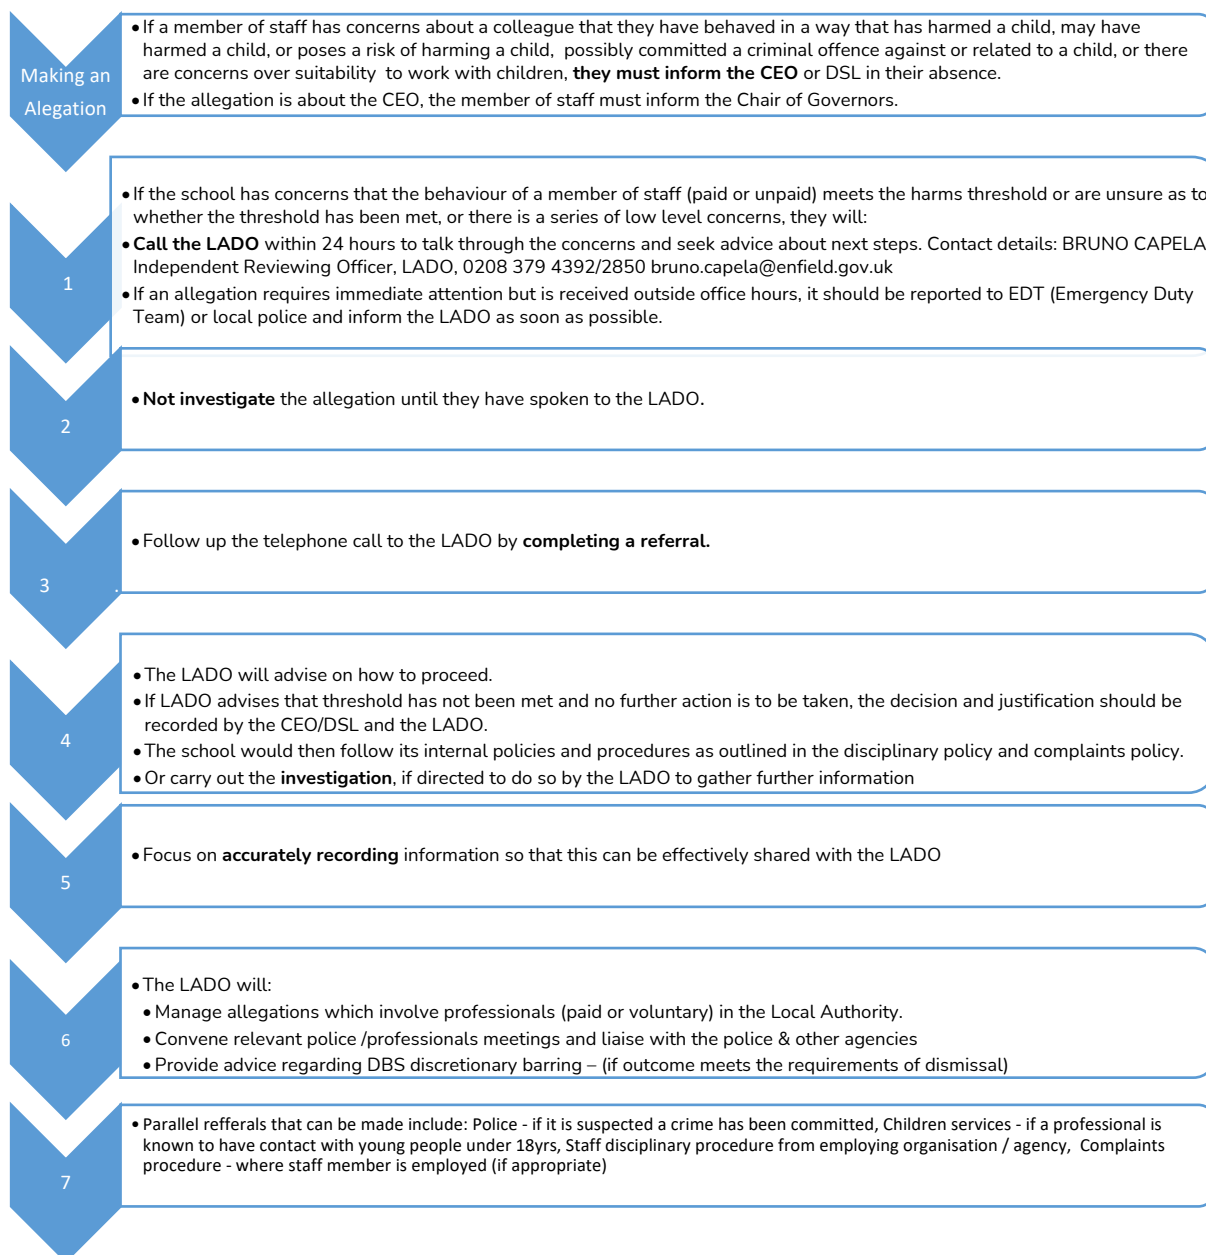 Making an
Alegation
• If a member of staff has concerns about a colleague that they have behaved in a way that has harmed a child, may have
harmed a child, or poses a risk of harming a child, possibly committed a criminal offence against or related to a child, or there
are concerns over suitability to work with children, they must inform the CEO or DSL in their absence.
• If the allegation is about the CEO, the member of staff must inform the Chair of Governors.
1
• If the school has concerns that the behaviour of a member of staff (paid or unpaid) meets the harms threshold or are unsure as to
whether the threshold has been met, or there is a series of low level concerns, they will:
• Call the LADO within 24 hours to talk through the concerns and seek advice about next steps. Contact details: BRUNO CAPELA
Independent Reviewing Officer, LADO, 0208 379 4392/2850 bruno.capela@enfield.gov.uk
• If an allegation requires immediate attention but is received outside office hours, it should be reported to EDT (Emergency Duty
Team) or local police and inform the LADO as soon as possible.
2
• Not investigate the allegation until they have spoken to the LADO.
3 .
• Follow up the telephone call to the LADO by completing a referral.
4
• The LADO will advise on how to proceed.
• If LADO advises that threshold has not been met and no further action is to be taken, the decision and justification should be
recorded by the CEO/DSL and the LADO.
• The school would then follow its internal policies and procedures as outlined in the disciplinary policy and complaints policy.
• Or carry out the investigation, if directed to do so by the LADO to gather further information
5
• Focus on accurately recording information so that this can be effectively shared with the LADO
6
• The LADO will:
• Manage allegations which involve professionals (paid or voluntary) in the Local Authority.
• Convene relevant police /professionals meetings and liaise with the police & other agencies
• Provide advice regarding DBS discretionary barring – (if outcome meets the requirements of dismissal)
7
• Parallel refferals that can be made include: Police - if it is suspected a crime has been committed, Children services - if a professional is
known to have contact with young people under 18yrs, Staff disciplinary procedure from employing organisation / agency, Complaints
procedure - where staff member is employed (if appropriate)